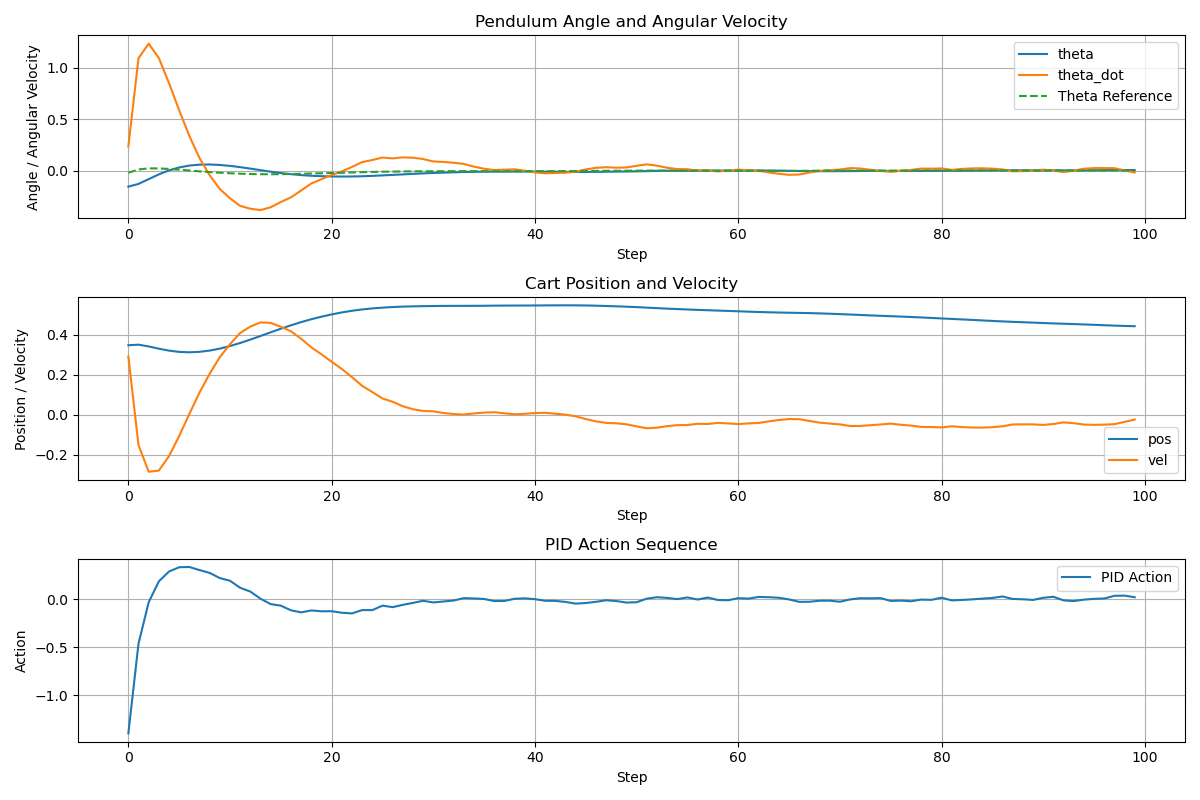 Pendulum Angle and Angular Velocity
Angle / Angular Velocity
1.0
0.5
0.0
theta
theta_dot
Theta Reference
0 20 40 60 80 100
Step
Cart Position and Velocity
Position / Velocity
0.4
0.2
0.0
−0.2
pos
vel
0 20 40 60 80 100
Step
PID Action Sequence
Action
0.0
−0.5
−1.0
PID Action
0 20 40 60 80 100
Step